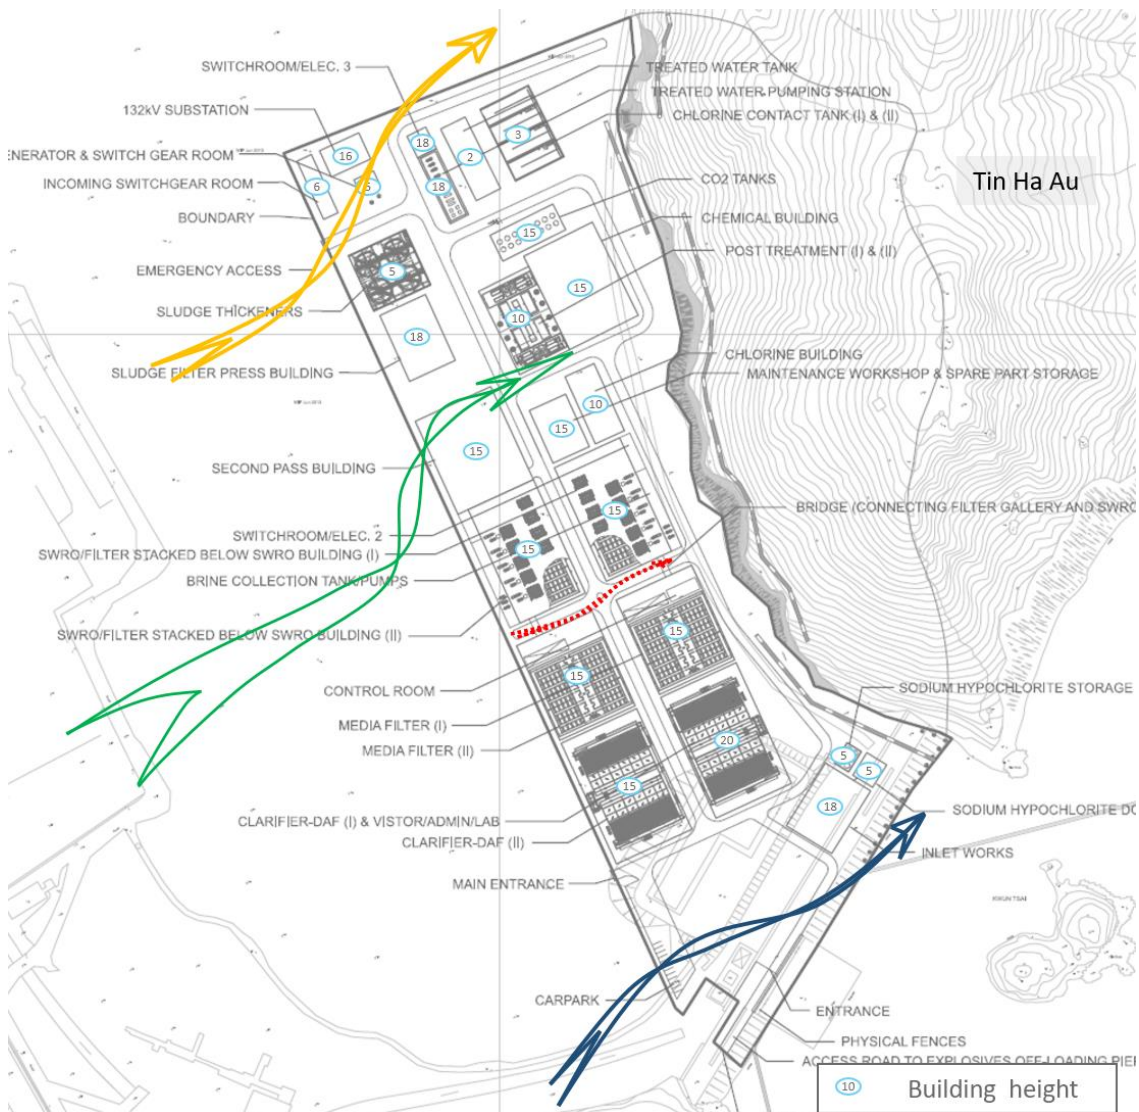 SWITCHROOM/ELEC. 3
TREATED WATER TANK
132kV SUBSTATION
TREATED WATER PUMPING STATION
CHLORINE CONTACT TANK (I) & (II)
18
3
ENERATOR & SWITCH GEAR ROOM
16
2
INCOMING SWITCHGEAR ROOM
6
5
18
CO2 TANKS
Tin Ha Au
BOUNDARY
15
CHEMICAL BUILDING
POST TREATMENT (I) & (II)
EMERGENCY ACCESS
5
15
SLUDGE THICKENERS
10
18
CHLORINE BUILDING
SLUDGE FILTER PRESS BUILDING
MAINTENANCE WORKSHOP & SPARE PART STORAGE
10
15
15
SECOND PASS BUILDING
BRIDGE (CONNECTING FILTER GALLERY AND SWRO
15
SWITCHROOM/ELEC. 2
SWRO/FILTER STACKED BELOW SWRO BUILDING (I)
15
BRINE COLLECTION TANK/PUMPS
SWRO/FILTER STACKED BELOW SWRO BUILDING (II)
15
15
CONTROL ROOM
SODIUM HYPOCHLORITE STORAGE
MEDIA FILTER (I)
MEDIA FILTER (II)
20
5
5
15
18
SODIUM HYPOCHLORITE DO
CLARIFIER-DAF (I) & VISTOR/ADMIN/LAB
CLARIFIER-DAF (II)
INLET WORKS
MAIN ENTRANCE
KWUN TSAI
CARPARK
ENTRANCE
PHYSICAL FENCES
ACCESS ROAD TO EXPLOSIVES OFF-LOADING PIER
10 Building height